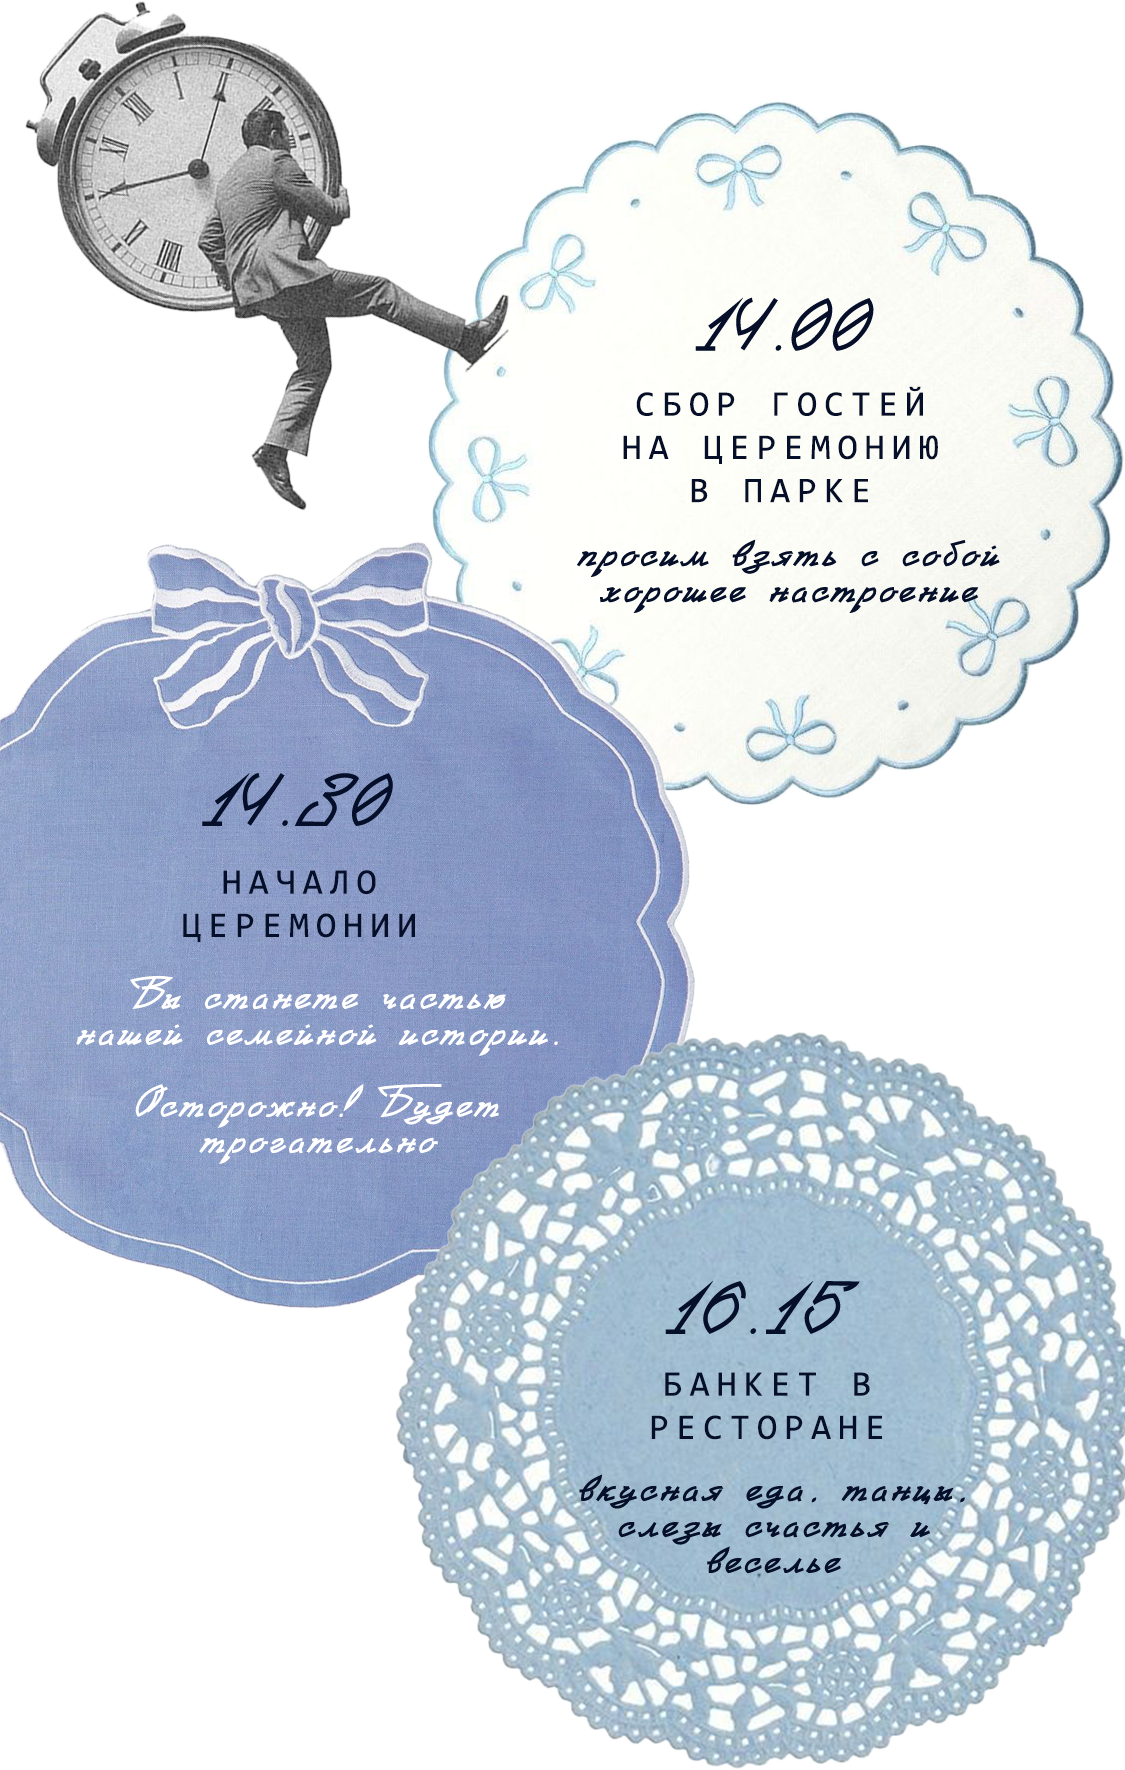 14.00
СБОР ГОСТЕЙ
НА ЦЕРЕМОНИЮ
В ПАРКЕ
просим взять с собой
хорошее настроение
14.30
НАЧАЛО
ЦЕРЕМОНИИ
Вы станете частью
нашей семейной истории.
Осторожно! Будет
трогательно
16.15
БАНКЕТ В
РЕСТОРАНЕ
вкусная еда, танцы,
слезы счастья и
веселье